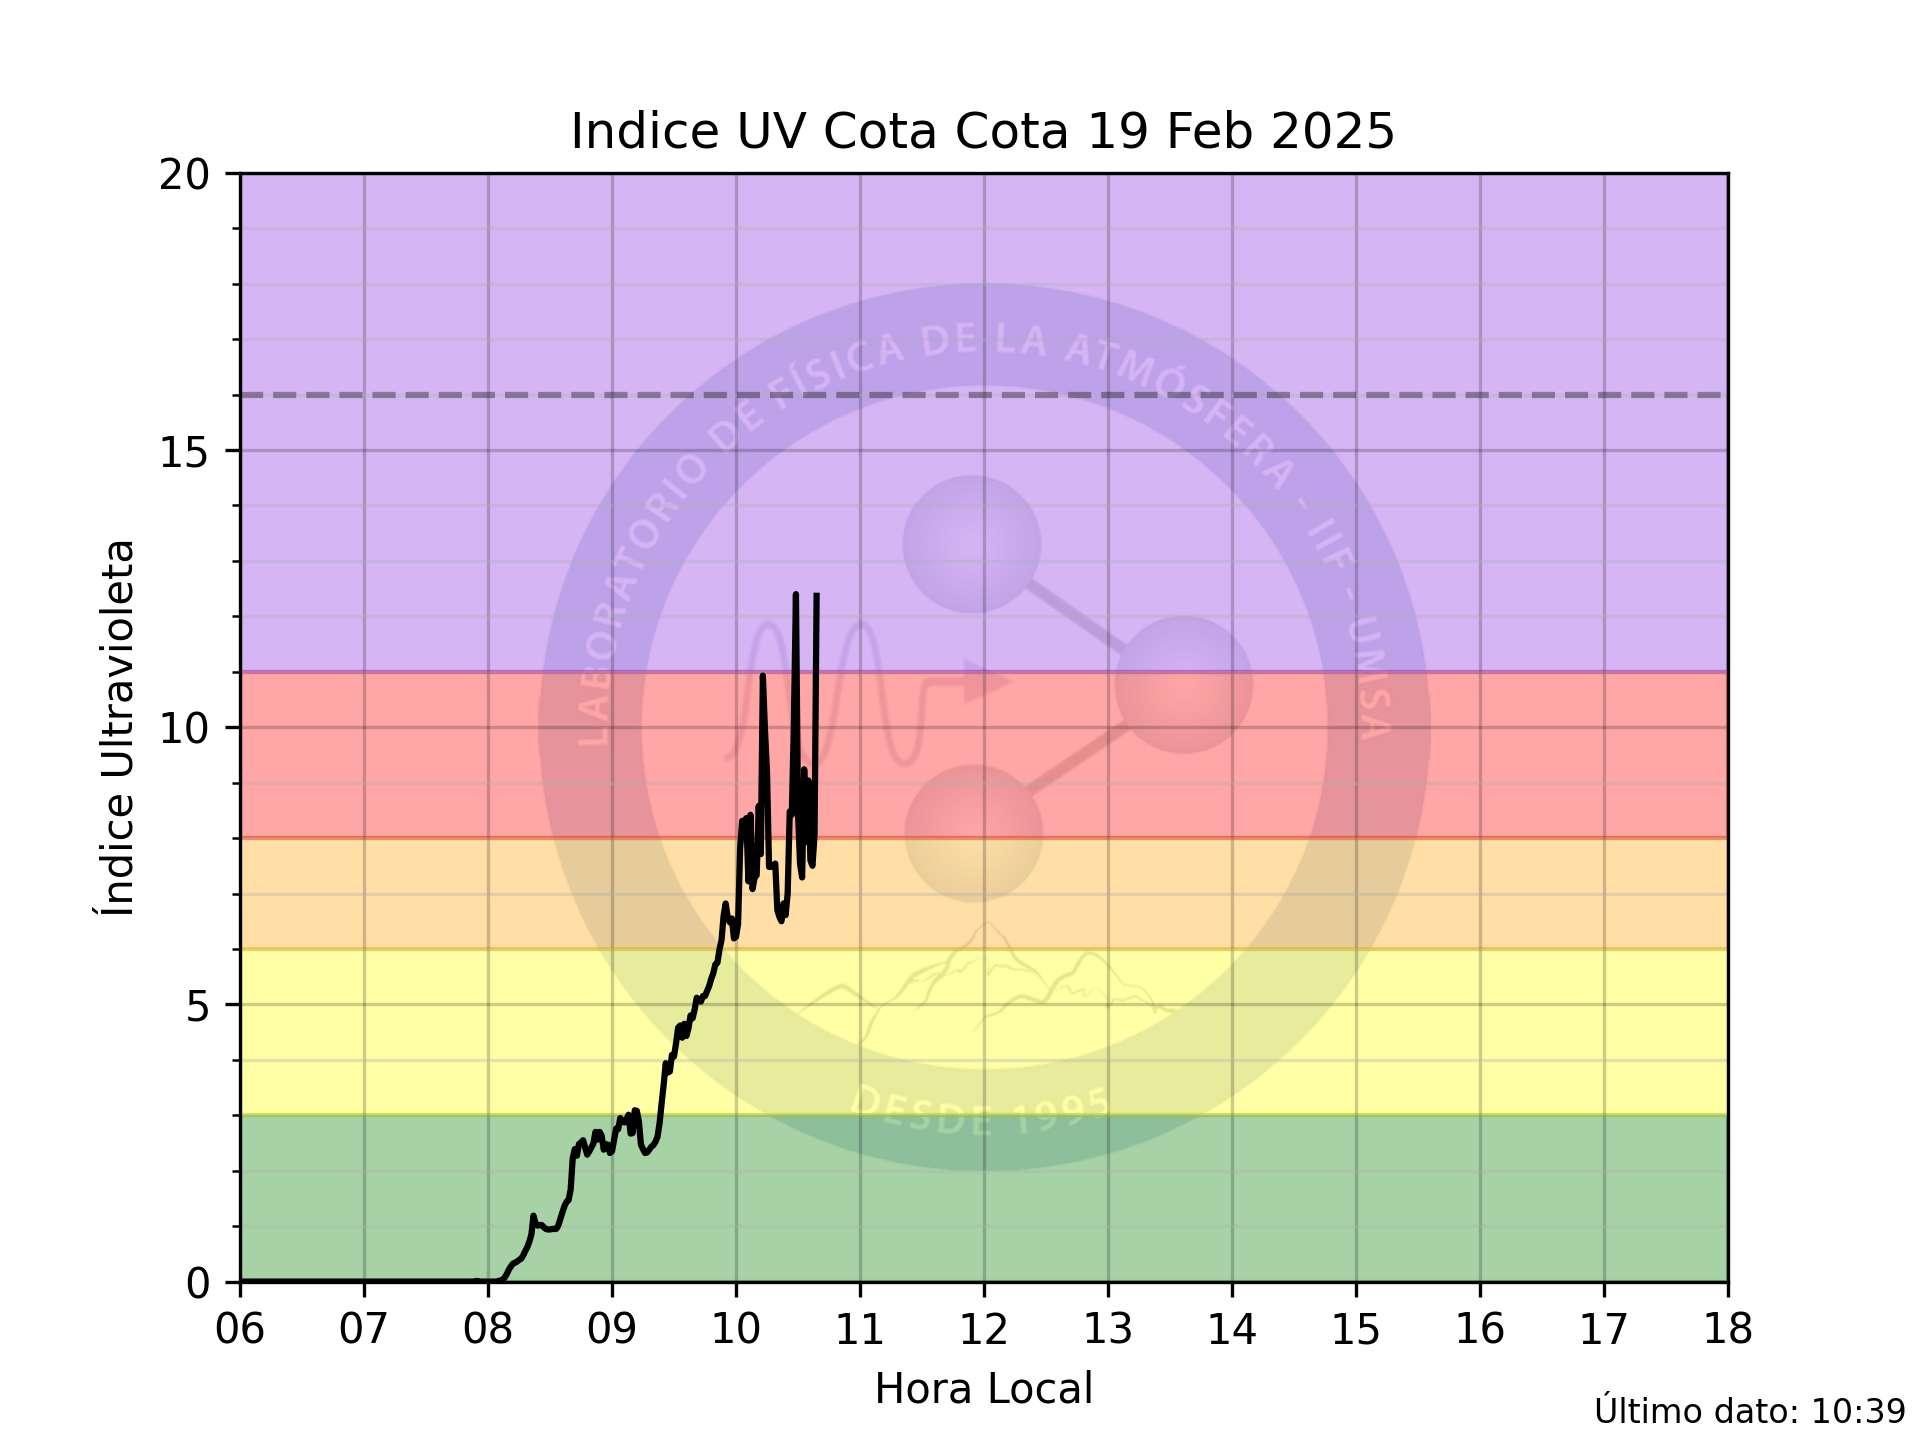 Indice UV Cota Cota 19 Feb 2025
20
15
10
5
0
Índice Ultravioleta
LABORATORIO DE FÍSICA DE LA ATMÓSFERA - IIF - UMSA
DESDE 1995
06 07 08 09 10 11 12 13 14 15 16 17 18
Hora Local
Último dato: 10:39